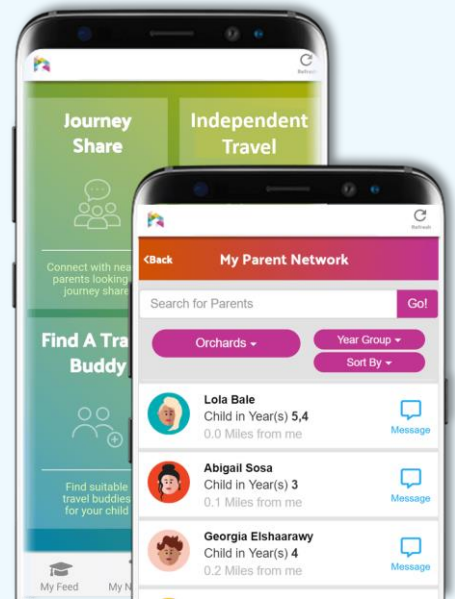 Refresh
Journey
Share
Independent
Travel
Connect with nea
parents looking
journey share
Find A Tra
Buddy
Find suitable
travel buddies
for your child
My Feed
My N
Refresh
<Back
My Parent Network
Search for Parents
Go!
Orchards
Year Group
Sort By
Lola Bale
Child in Year(s) 5,4
0.0 Miles from me
Message
Abigail Sosa
Child in Year(s) 3
0.1 Miles from me
Message
Georgia Elshaarawy
Child in Year(s) 4
0.2 Miles from me
Message